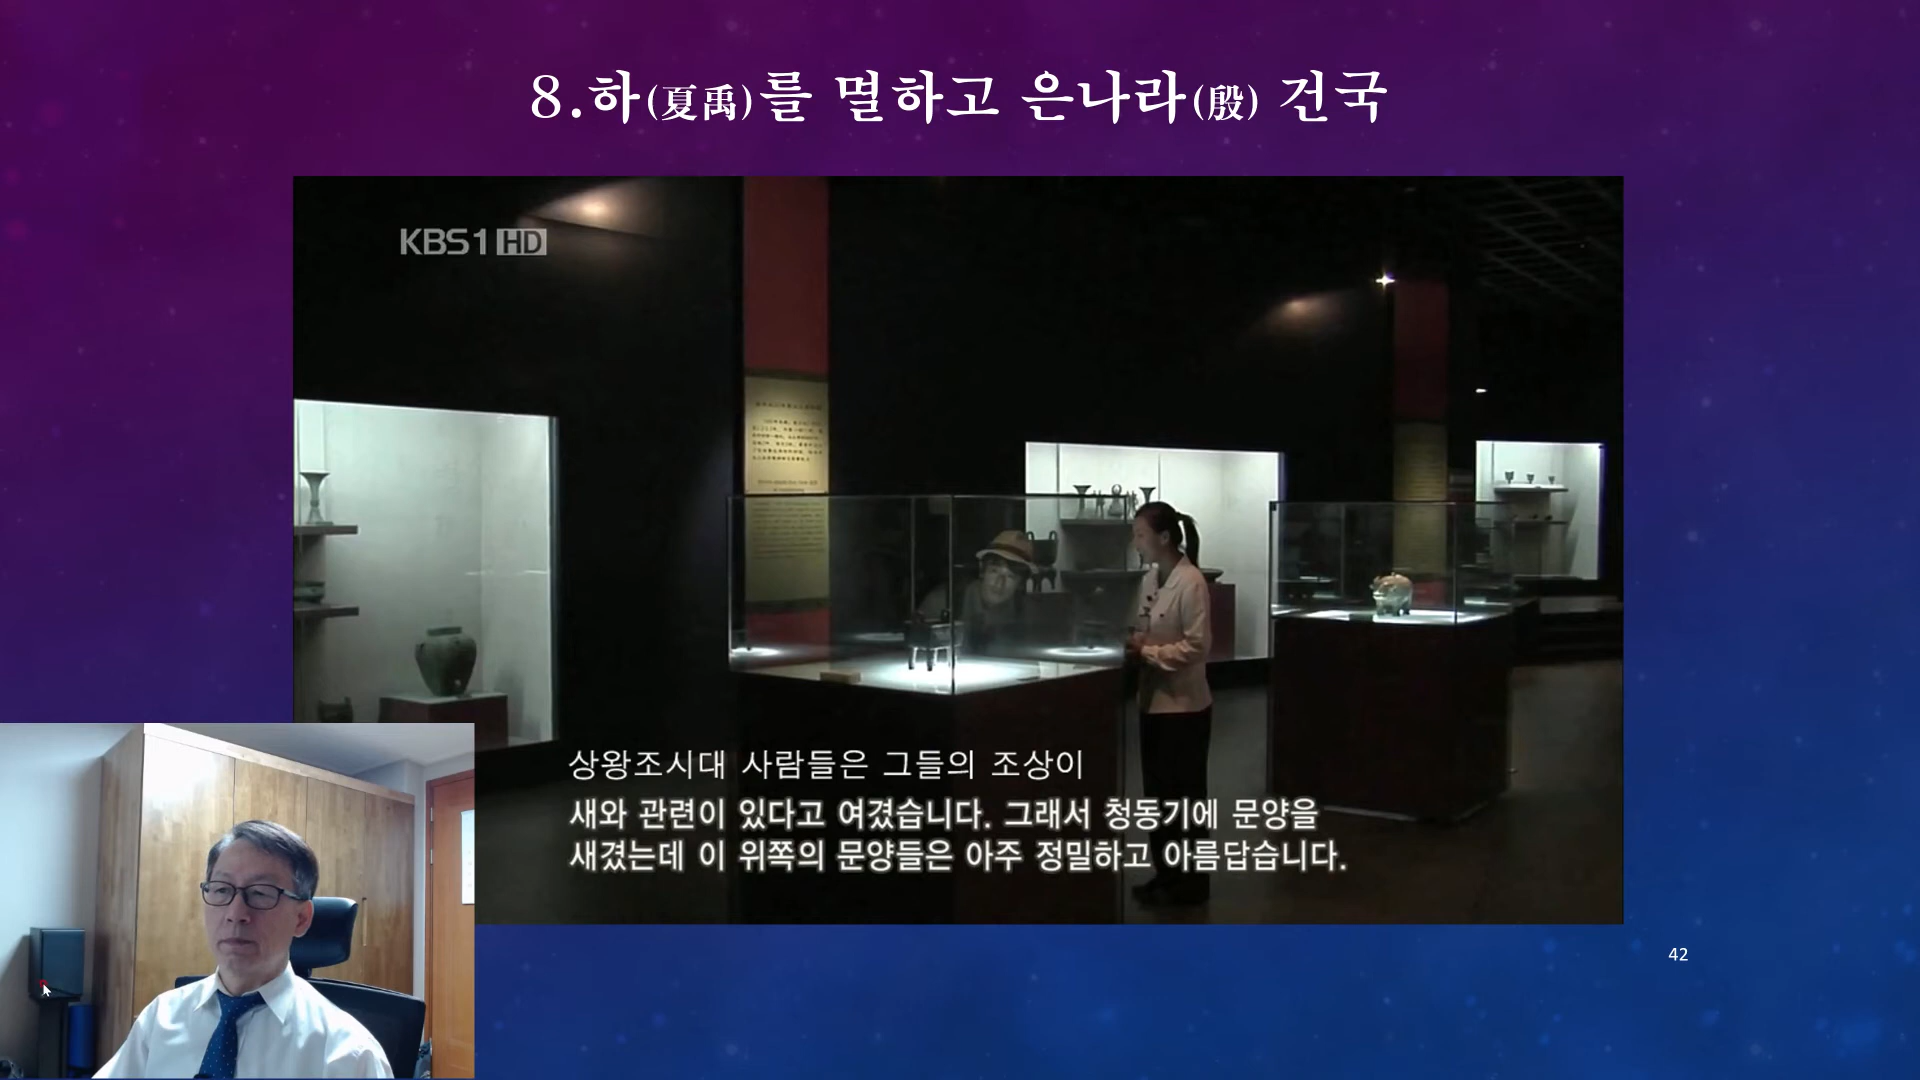 8.하(夏禹)를 멸하고 은나라(殷) 건국
KBS1 HD
상왕조시대 사람들은 그들의 조상이
새와 관련이 있다고 여겼습니다. 그래서 청동기에 문양을
새겼는데 이 위쪽의 문양들은 아주 정밀하고 아름답습니다.
42